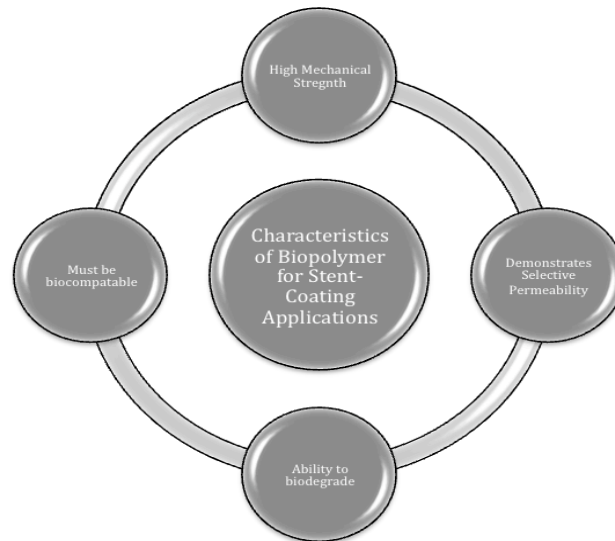 High Mechanical
Stregnth
Characteristics
of Biopolymer
for Stent-
Coating
Applications
Must be
biocompatable
Demonstrates
Selective
Permeability
Ability to
biodegrade